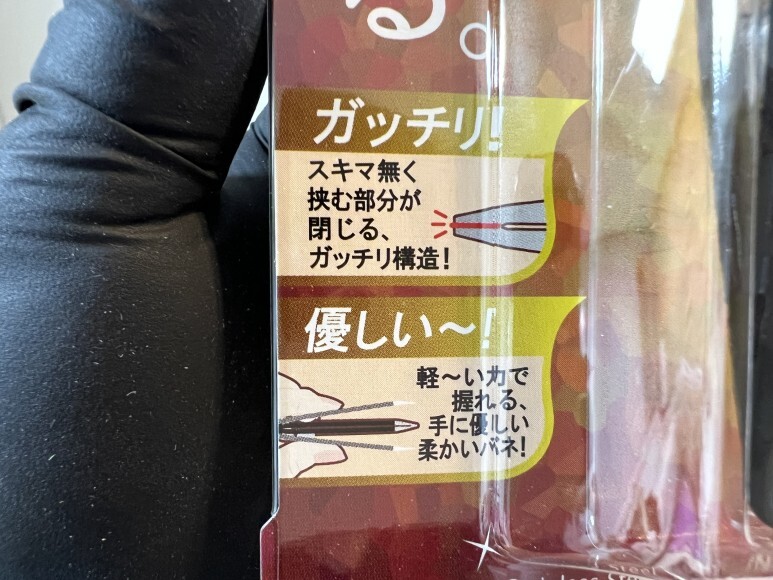 る。
ガッチリ!
スキマ無く
挟む部分が
閉じる、
ガッチリ構造!
優しい〜!
軽〜い力で
握れる、
手に優しい
柔かいバネ!
Steel